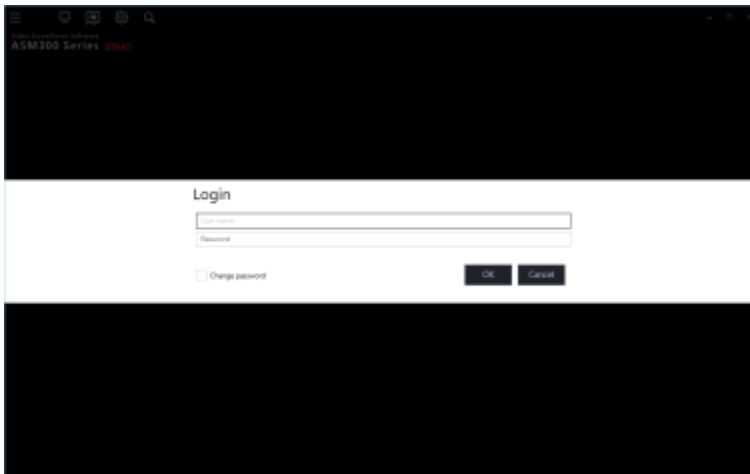 Video Surveillance Software
ASM300 Series DEMO
Login
User name
Password
Change password
OK
Cancel